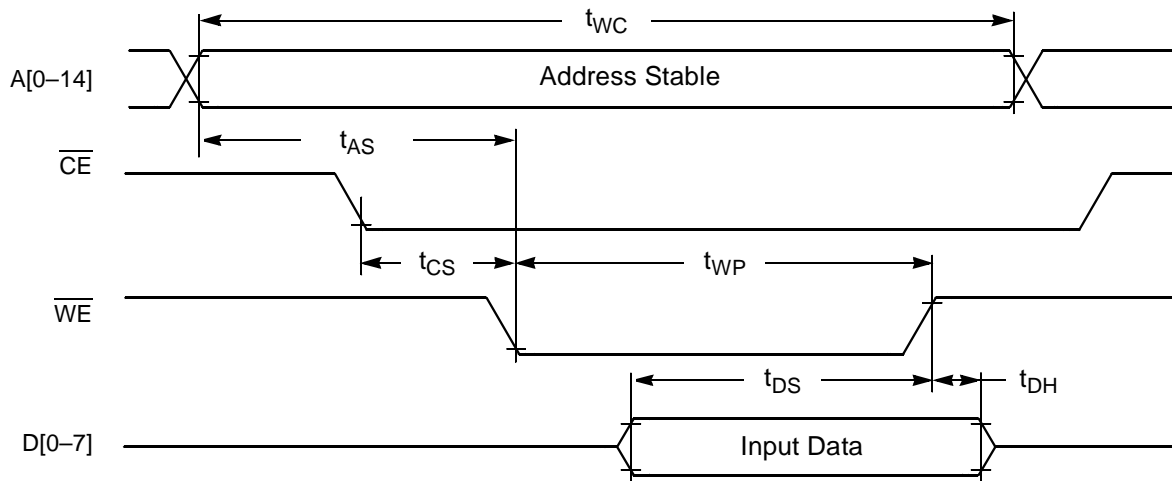 tWC
A[0–14]
Address Stable
tAS
CE
tCS
tWP
WE
tDS
tDH
D[0–7]
Input Data